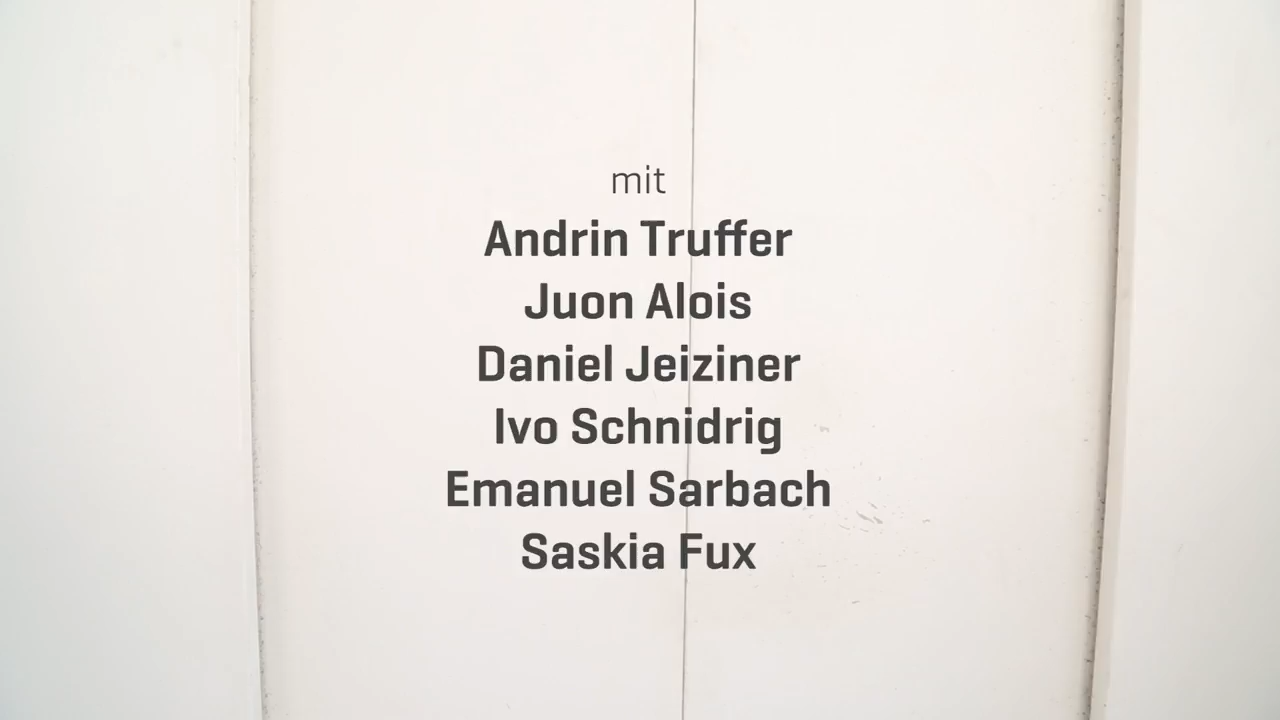 mit
Andrin Truffer
Juon Alois
Daniel Jeiziner
Ivo Schnidrig
Emanuel Sarbach
Saskia Fux